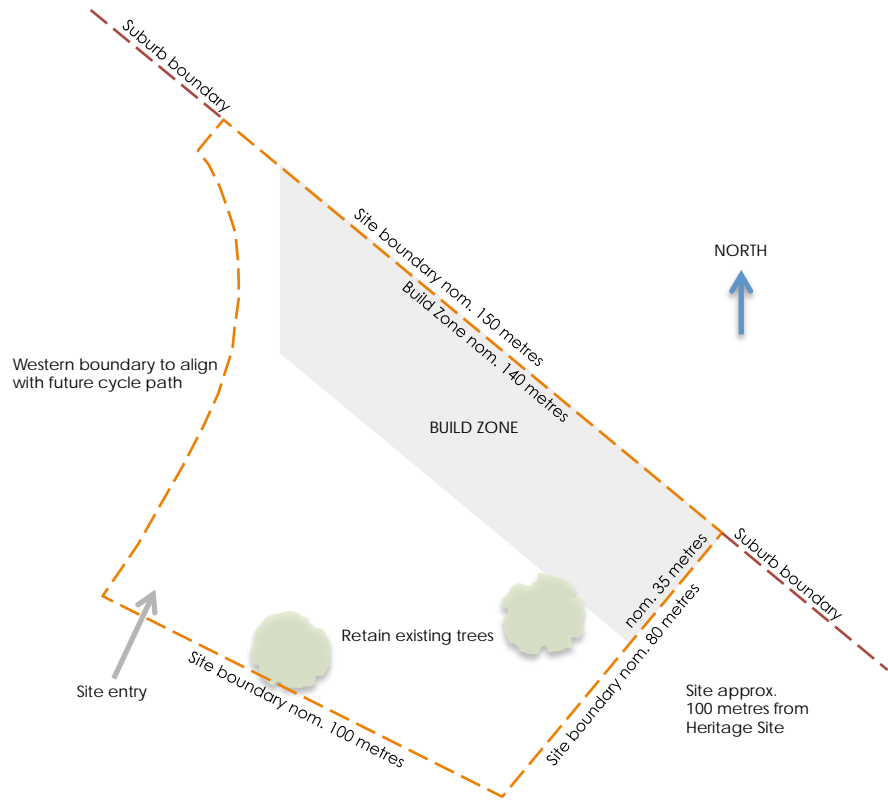 Suburb boundary
Site boundary nom. 150 metres
Build Zone nom. 140 metres
NORTH
Western boundary to align
with future cycle path
BUILD ZONE
Suburb boundary
nom. 35 metres
Site boundary nom. 80 metres
Retain existing trees
Site entry
Site boundary nom. 100 metres
Site approx.
100 metres from
Heritage Site